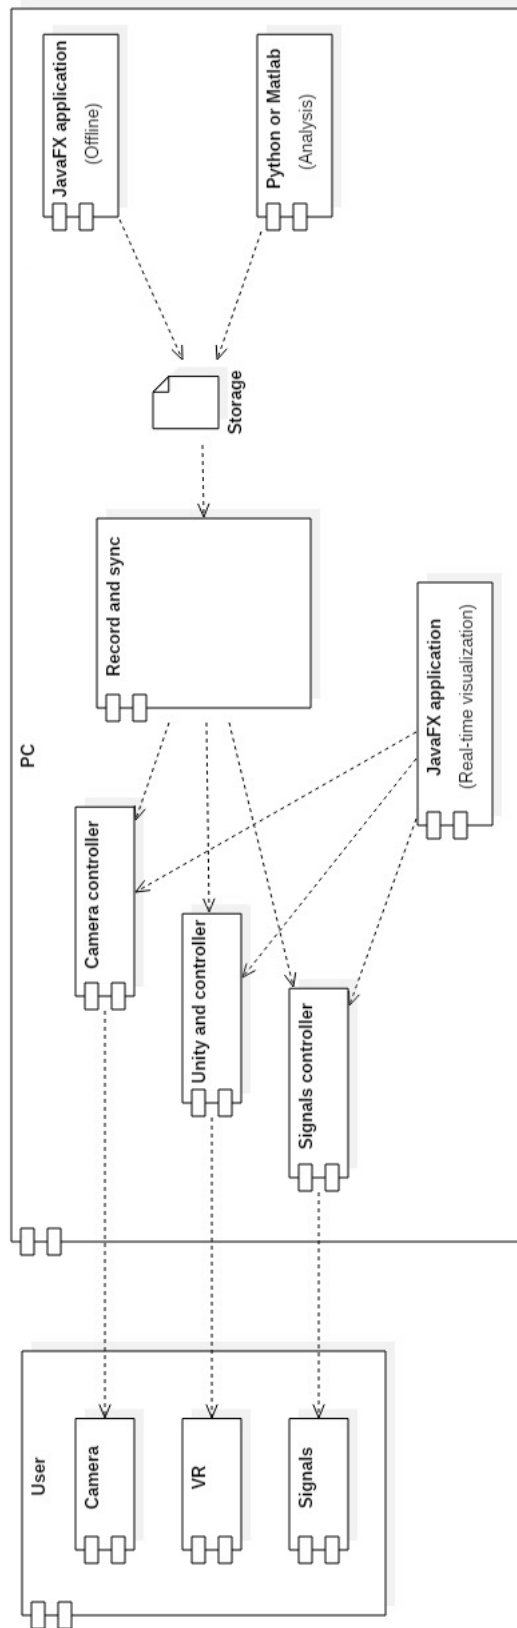 User
Camera
VR
Signals
PC
Camera controller
Unity and controller
Signals controller
Record and sync
JavaFX application
(Real-time visualization)
Storage
JavaFX application
(Offline)
Python or Matlab
(Analysis)